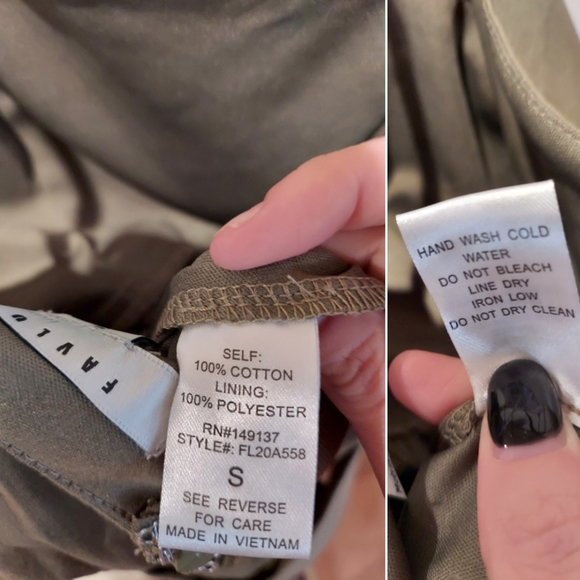 SELF:
100% COTTON
LINING:
100% POLYESTER
RN#149137
STYLE#: FL20A558
S
SEE REVERSE
FOR CARE
MADE IN VIETNAM
HAND WASH COLD
WATER
DO NOT BLEACH
LINE DRY
IRON LOW
DO NOT DRY CLEAN